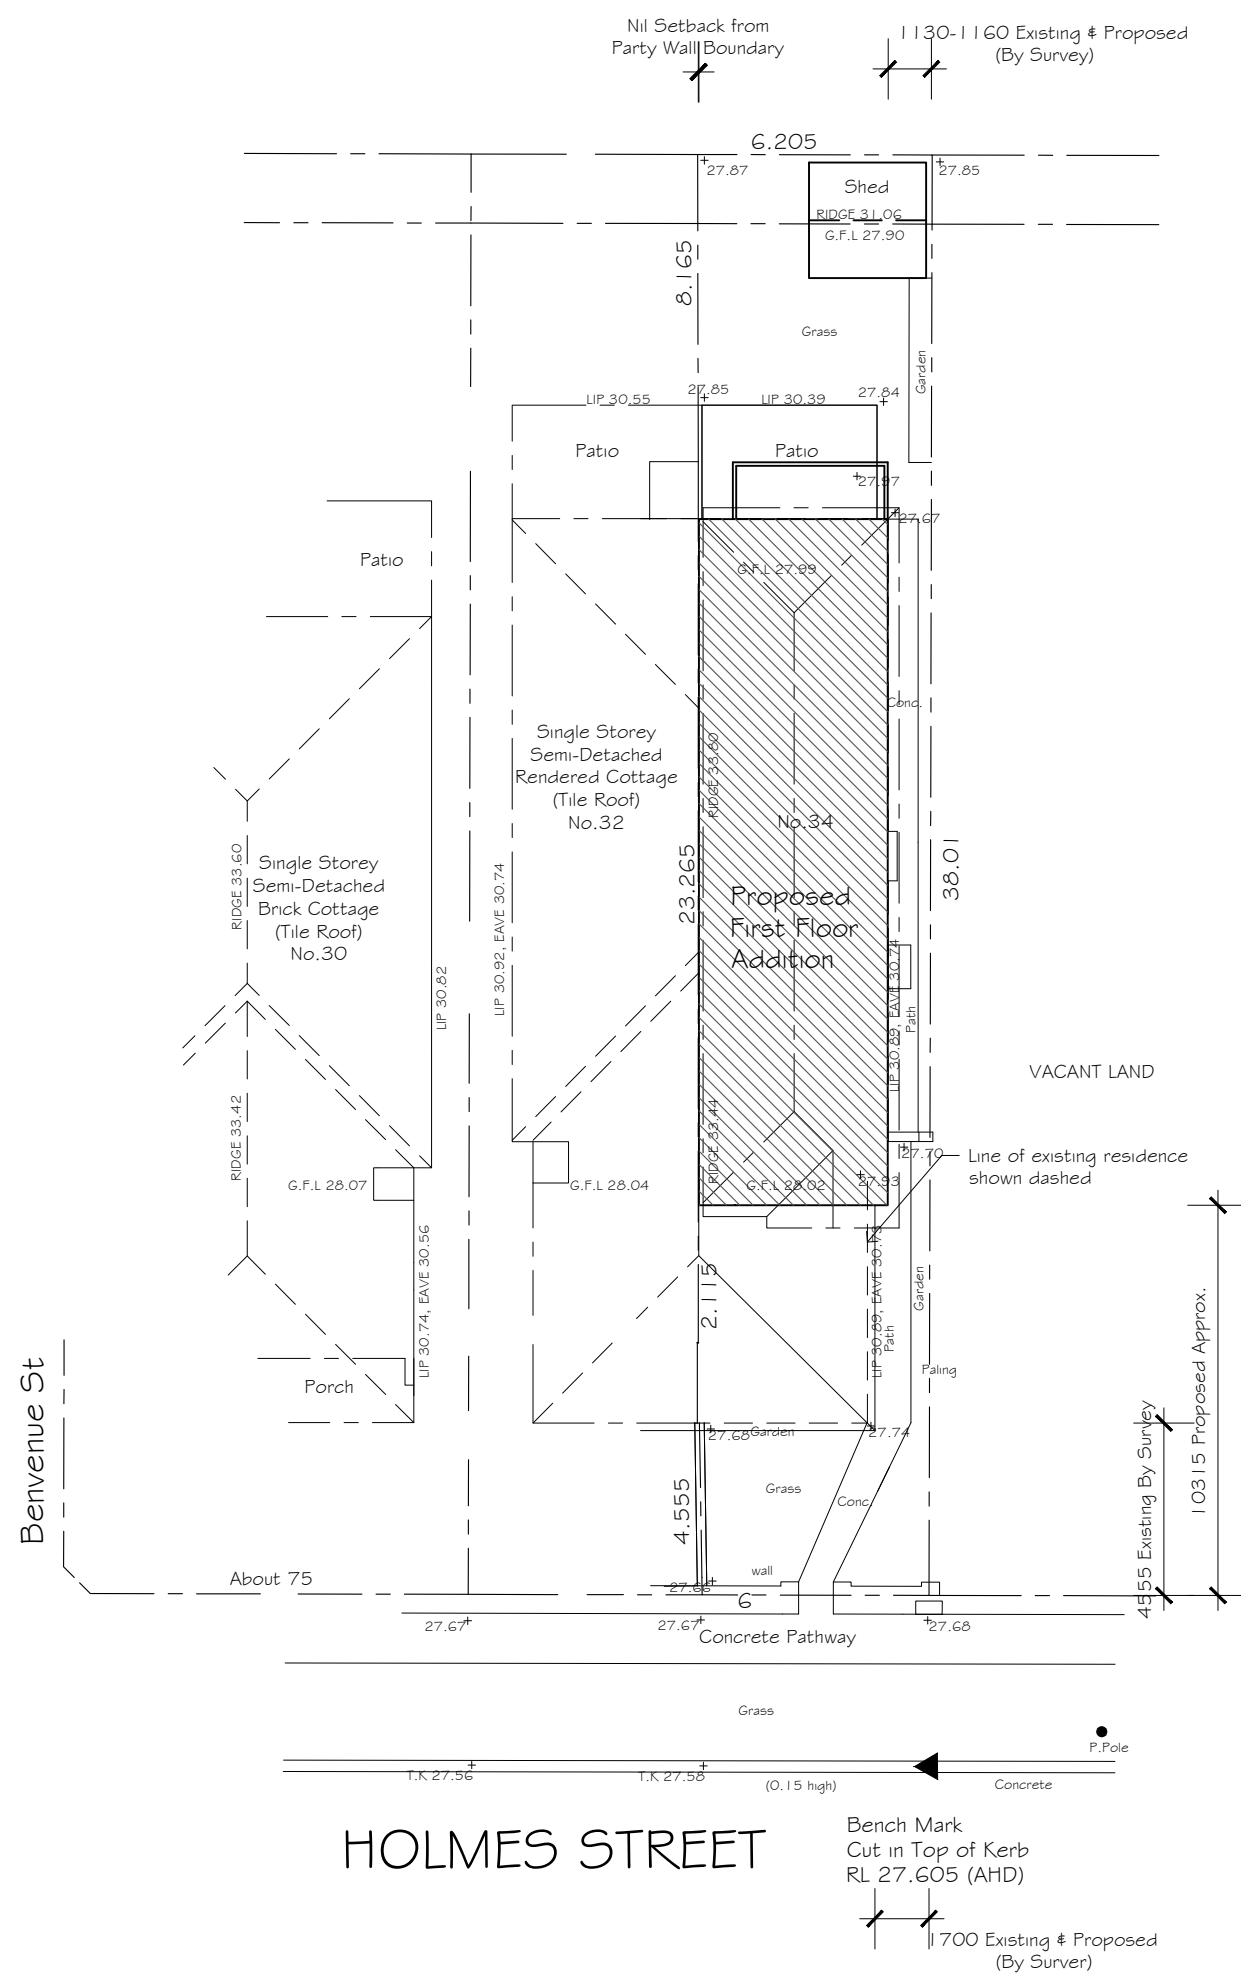 Nil Setback from
Party Wall Boundary
1130-1160 Existing & Proposed
(By Survey)
6.205
27.87
27.85
Shed
RIDGE 31.06
G.F.L 27.90
8.165
Grass
Garden
27.85
27.84
LIP 30.55
LIP 30.39
Patio
Patio
27.97
27.67
Patio
G.F.L 27.99
Conc.
Single Storey
Semi-Detached
Rendered Cottage
(Tile Roof)
No.32
RIDGE 33.80
No.34
Single Storey
Semi-Detached
Brick Cottage
(Tile Roof)
No.30
RIDGE 33.60
LIP 30.92, EAVE 30.74
23.265
38.01
Proposed
First Floor
Addition
LIP 30.82
LIP 30.89, EAVE 30.74
Path
VACANT LAND
RIDGE 33.42
RIDGE 33.44
27.70
Line of existing residence
shown dashed
G.F.L 28.07
G.F.L 28.04
G.F.L 28.02
27.93
LIP 30.74, EAVE 30.56
2.115
LIP 30.89, EAVE 30.73
Path
Garden
10315 Proposed Approx.
Benvenue St
Porch
Paling
27.68
Garden
27.74
4555 Existing By Survey
4.555
Grass
Conc.
About 75
wall
6
27.67
27.67
27.68
Concrete Pathway
Grass
P.Pole
T.K 27.56
T.K 27.58
(0.15 high)
Concrete
HOLMES STREET
Bench Mark
Cut in Top of Kerb
RL 27.605 (AHD)
1700 Existing & Proposed
(By Surver)